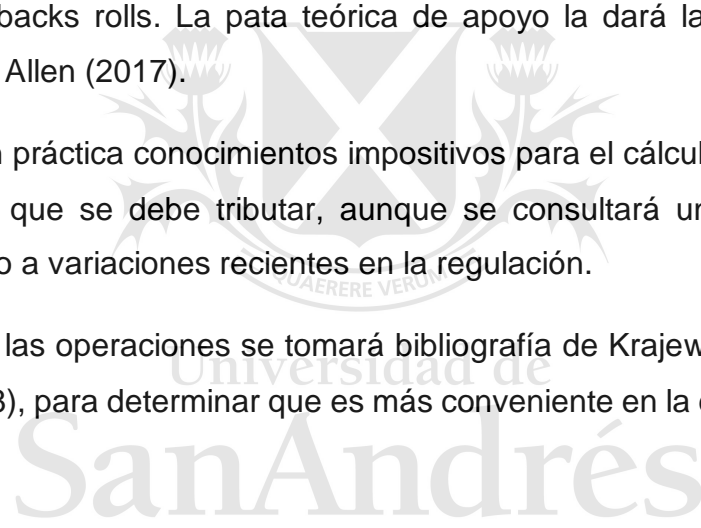 backs rolls. La pata teórica de apoyo la dará la
Allen (2017).
práctica conocimientos impositivos para el cálcul
que se debe tributar, aunque se consultará un
o a variaciones recientes en la regulación.
QUAERERE VERUM
las operaciones se tomará bibliografía de Krajew
Universidad de
), para determinar que es más conveniente en la
SanAndrés